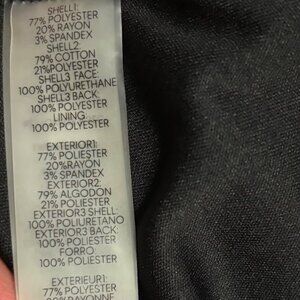 SHELL1:
77% POLYESTER
20% RAYON
3% SPANDEX
SHELL2:
79% COTTON
21%POLYESTER
SHELL3 FACE:
100% POLYURETHANE
SHELL3 BACK:
100% POLYESTER
LINING:
100% POLYESTER
EXTERIOR1:
77% POLIESTER
20%RAYON
3% SPANDEX
EXTERIOR2:
79% ALGODON
21% POLIESTER
EXTERIOR3 SHELL:
100% POLIURETANO
EXTERIOR3 BACK:
100% POLIESTER
FORRO:
100% POLIESTER
EXTERIEUR1:
77% POLYESTER
20% RAYONNE